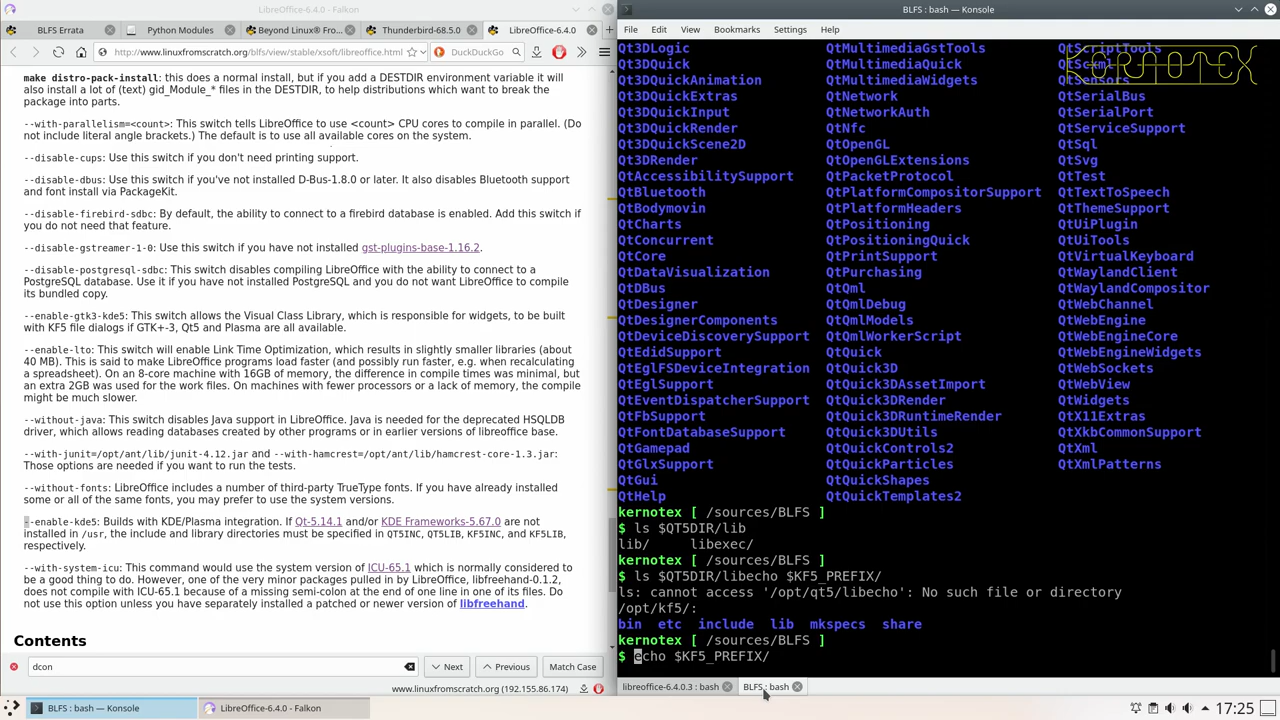 LibreOffice-6.4.0 - Falkon
BLFS Errata
Python Modules
Beyond Linux® Fro...
Thunderbird-68.5.0
LibreOffice-6.4.0
http://www.linuxfromscratch.org/blfs/view/stable/xsoft/libreoffice.html
DuckDuckGo
make distro-pack-install: this does a normal install, but if you add a DESTDIR environment variable it will
also install a lot of (text) gid_Module_* files in the DESTDIR, to help distributions which want to break the
package into parts.
--with-parallelism=<count>: This switch tells LibreOffice to use <count> CPU cores to compile in parallel. (Do
not include literal angle brackets.) The default is to use all available cores on the system.
--disable-cups: Use this switch if you don't need printing support.
--disable-dbus: Use this switch if you've not installed D-Bus-1.8.0 or later. It also disables Bluetooth support
and font install via PackageKit.
--disable-firebird-sdbc: By default, the ability to connect to a firebird database is enabled. Add this switch if
you do not need that feature.
--disable-gstreamer-1-0: Use this switch if you have not installed gst-plugins-base-1.16.2.
--disable-postgresql-sdbc: This switch disables compiling LibreOffice with the ability to connect to a
PostgreSQL database. Use it if you have not installed PostgreSQL and you do not want LibreOffice to compile
its bundled copy.
--enable-gtk3-kde5: This switch allows the Visual Class Library, which is responsible for widgets, to be built
with KF5 file dialogs if GTK+-3, Qt5 and Plasma are all available.
--enable-lto: This switch will enable Link Time Optimization, which results in slightly smaller libraries (about
40 MB). This is said to make LibreOffice programs load faster (and possibly run faster, e.g. when recalculating
a spreadsheet). On an 8-core machine with 16GB of memory, the difference in compile times was minimal, but
an extra 2GB was used for the work files. On machines with fewer processors or a lack of memory, the compile
might be much slower.
--without-java: This switch disables Java support in LibreOffice. Java is needed for the deprecated HSQLDB
driver, which allows reading databases created by other programs or in earlier versions of libreoffice base.
--with-junit=/opt/ant/lib/junit-4.12.jar and --with-hamcrest=/opt/ant/lib/hamcrest-core-1.3.jar:
Those options are needed if you want to run the tests.
--without-fonts: LibreOffice includes a number of third-party TrueType fonts. If you have already installed
some or all of the same fonts, you may prefer to use the system versions.
--enable-kde5: Builds with KDE/Plasma integration. If Qt-5.14.1 and/or KDE Frameworks-5.67.0 are not
installed in /usr, the include and library directories must be specified in QT5INC, QT5LIB, KF5INC, and KF5LIB,
respectively.
--with-system-icu: This command would use the system version of ICU-65.1 which is normally considered to
be a good thing to do. However, one of the very minor packages pulled in by LibreOffice, libfreehand-0.1.2,
does not compile with ICU-65.1 because of a missing semi-colon at the end of one line in one of its files. Do
not use this option unless you have separately installed a patched or newer version of libfreehand.
Contents
dcon
Next
Previous
Match Case
www.linuxfromscratch.org (192.155.86.174)
BLFS : bash — Konsole
File Edit View Bookmarks Settings Help
KERNOTEX
Qt3DLogic QtMultimediaGstTools QtScriptTools
Qt3DQuick QtMultimediaQuick QtScxml
Qt3DQuickAnimation QtMultimediaWidgets QtSensors
Qt3DQuickExtras QtNetwork QtSerialBus
Qt3DQuickInput QtNetworkAuth QtSerialPort
Qt3DQuickRender QtNfc QtServiceSupport
Qt3DQuickScene2D QtOpenGL QtSql
Qt3DRender QtOpenGLExtensions QtSvg
QtAccessibilitySupport QtPacketProtocol QtTest
QtBluetooth QtPlatformCompositorSupport QtTextToSpeech
QtBodymovin QtPlatformHeaders QtThemeSupport
QtCharts QtPositioning QtUiPlugin
QtConcurrent QtPositioningQuick QtUiTools
QtCore QtPrintSupport QtVirtualKeyboard
QtDataVisualization QtPurchasing QtWaylandClient
QtDBus QtQml QtWaylandCompositor
QtDesigner QtQmlDebug QtWebChannel
QtDesignerComponents QtQmlModels QtWebEngine
QtDeviceDiscoverySupport QtQmlWorkerScript QtWebEngineCore
QtEdidSupport QtQuick QtWebEngineWidgets
QtEglFSDeviceIntegration QtQuick3D QtWebSockets
QtEglSupport QtQuick3DAssetImport QtWebView
QtEventDispatcherSupport QtQuick3DRender QtWidgets
QtFbSupport QtQuick3DRuntimeRender QtX11Extras
QtFontDatabaseSupport QtQuick3DUtils QtXkbCommonSupport
QtGamepad QtQuickControls2 QtXml
QtGlxSupport QtQuickParticles QtXmlPatterns
QtGui QtQuickShapes
QtHelp QtQuickTemplates2
kernotex [ /sources/BLFS ]
$ ls $QT5DIR/lib
lib/ libexec/
kernotex [ /sources/BLFS ]
$ ls $QT5DIR/libecho $KF5_PREFIX/
ls: cannot access '/opt/qt5/libecho': No such file or directory
/opt/kf5/:
bin etc include lib mkspecs share
kernotex [ /sources/BLFS ]
$ echo $KF5_PREFIX/
libreoffice-6.4.0.3 : bash
BLFS : bash
BLFS : bash — Konsole
LibreOffice-6.4.0 - Falkon
17:25